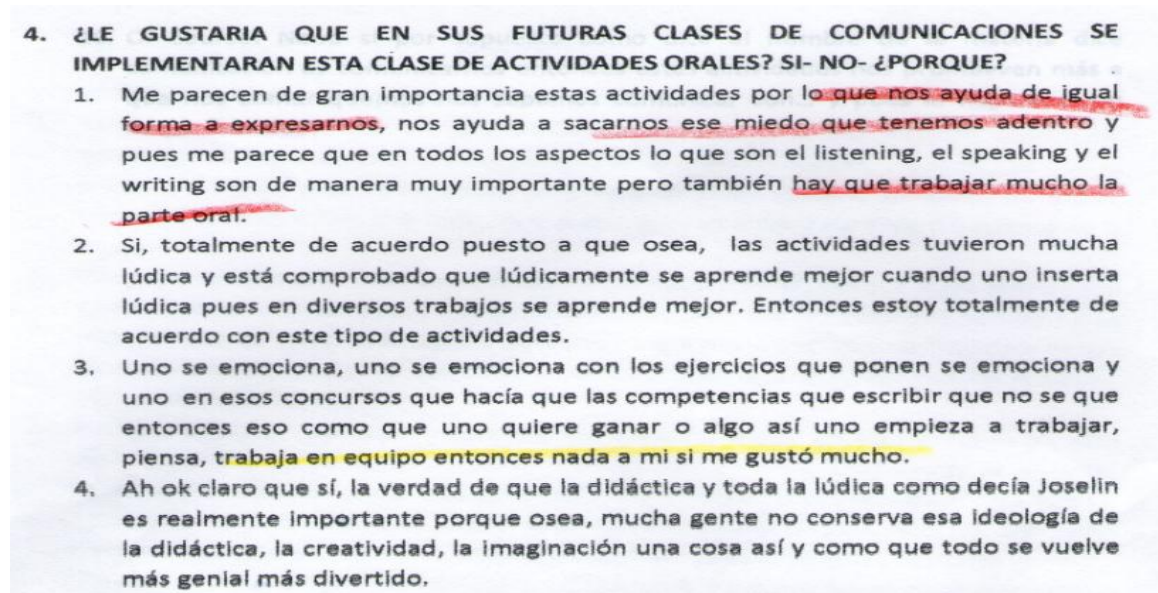 4. ¿LE GUSTARIA QUE EN SUS FUTURAS CLASES DE COMUNICACIONES SE
IMPLEMENTARAN ESTA CLASE DE ACTIVIDADES ORALES? SI- NO- ¿PORQUE?
1. Me parecen de gran importancia estas actividades por lo que nos ayuda de igual
forma a expresarnos, nos ayuda a sacarnos ese miedo que tenemos adentro y
pues me parece que en todos los aspectos lo que son el listening, el speaking y el
writing son de manera muy importante pero también hay que trabajar mucho la
parte oral.
2. Si, totalmente de acuerdo puesto a que osea, las actividades tuvieron mucha
lúdica y está comprobado que lúdicamente se aprende mejor cuando uno inserta
lúdica pues en diversos trabajos se aprende mejor. Entonces estoy totalmente de
acuerdo con este tipo de actividades.
3. Uno se emociona, uno se emociona con los ejercicios que ponen se emociona y
uno en esos concursos que hacía que las competencias que escribir que no se que
entonces eso como que uno quiere ganar o algo así uno empieza a trabajar,
piensa, trabaja en equipo entonces nada a mi si me gustó mucho.
4. Ah ok claro que sí, la verdad de que la didáctica y toda la lúdica como decía Joselin
es realmente importante porque osea, mucha gente no conserva esa ideología de
la didáctica, la creatividad, la imaginación una cosa así y como que todo se vuelve
más genial más divertido.